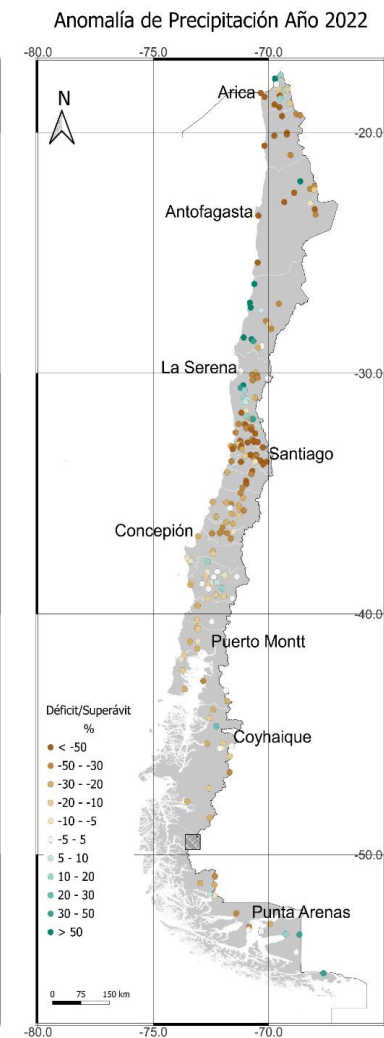 Anomalía de Precipitación Año 2022
-80.0 -75.0 -70.0
N
Arica
-20.0
Antofagasta
-30.0
La Serena
Santiago
Concepión
-40.0
Puerto Montt
Déficit/Superávit
%
< -50
-50 - -30
-30 - -20
-20 - -10
-10 - -5
-5 - 5
5 - 10
10 - 20
20 - 30
30 - 50
> 50
Coyhaique
-50.0
Punta Arenas
0 75 150 km
-80.0 -75.0 -70.0